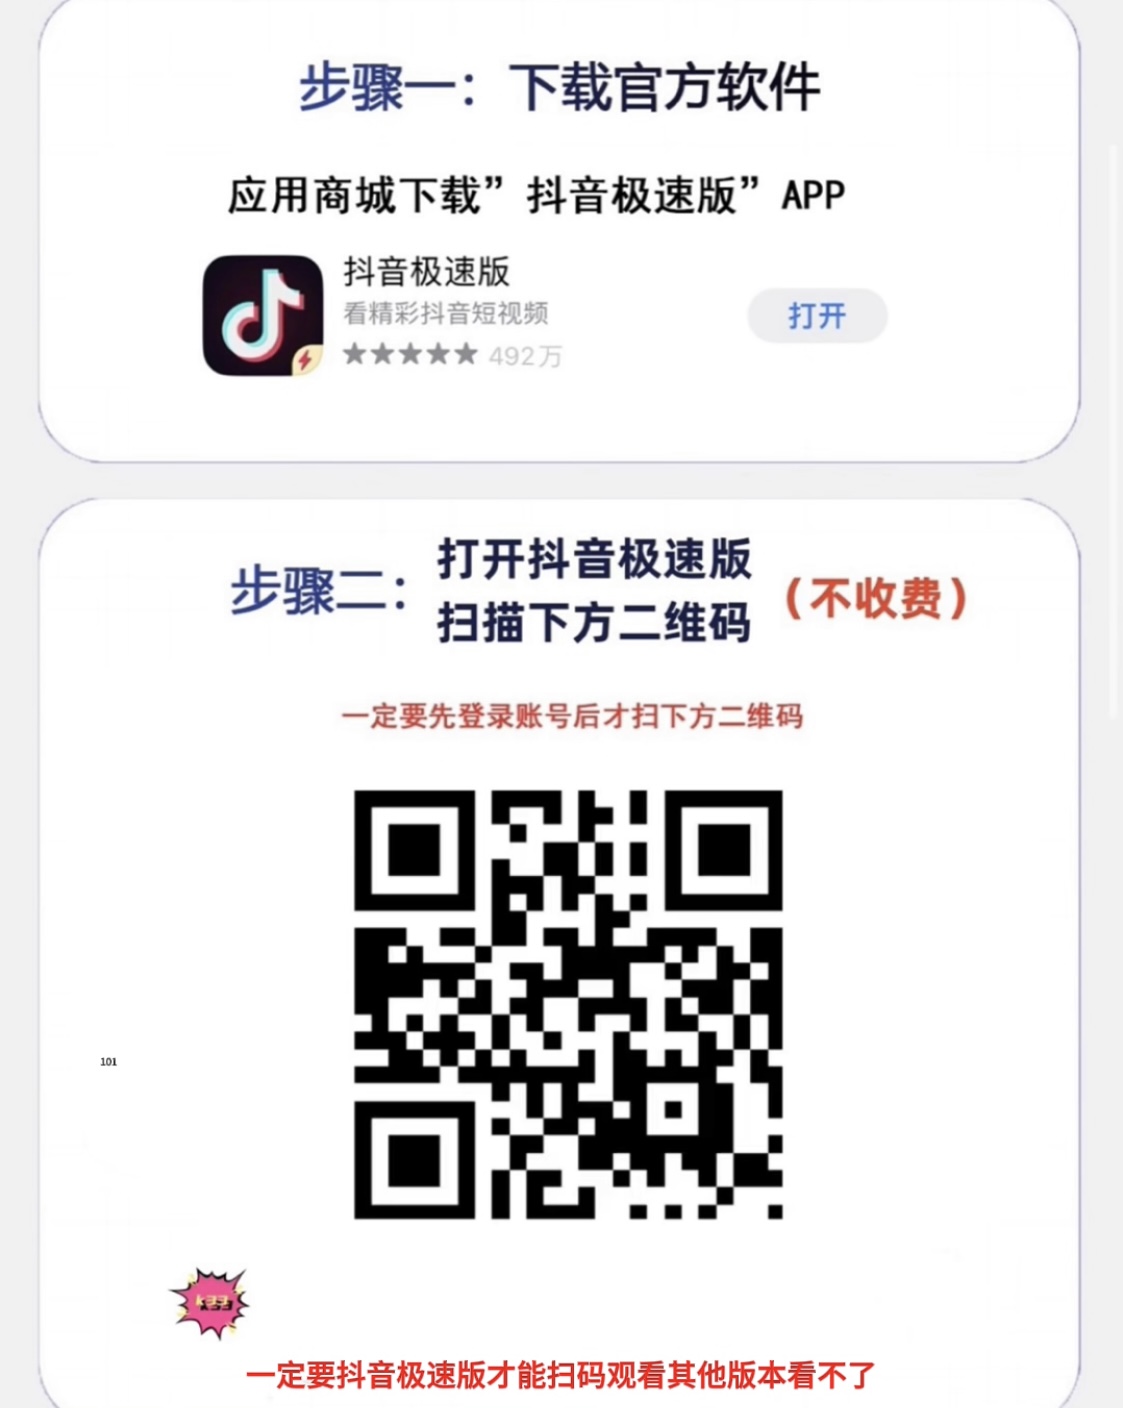 步骤一：下载官方软件
应用商城下载”抖音极速版”APP
抖音极速版
看精彩抖音短视频
492万
打开
步骤二：
打开抖音极速版
扫描下方二维码
（不收费）
一定要先登录账号后才扫下方二维码
101
k33
一定要抖音极速版才能扫码观看其他版本看不了